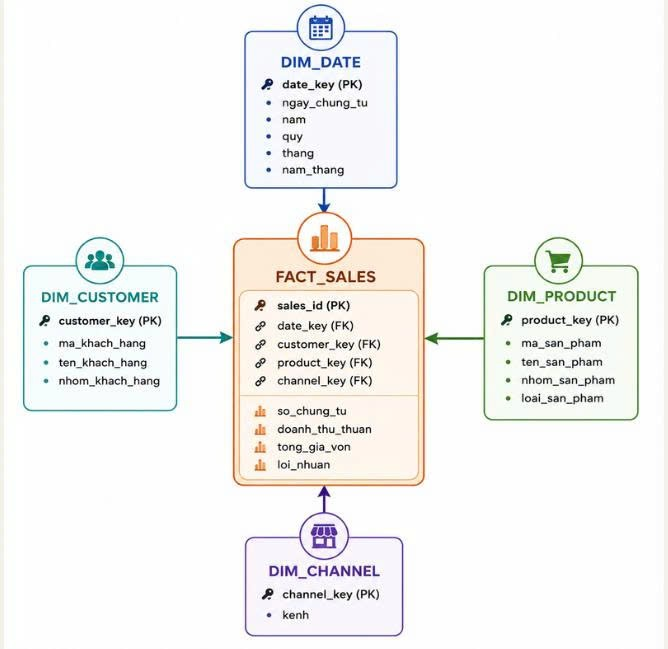 DIM_DATE
date_key (PK)
ngay_chung_tu
nam
quy
thang
nam_thang
DIM_CUSTOMER
customer_key (PK)
ma_khach_hang
ten_khach_hang
nhom_khach_hang
FACT_SALES
sales_id (PK)
date_key (FK)
customer_key (FK)
product_key (FK)
channel_key (FK)
so_chung_tu
doanh_thu_thuan
tong_gia_von
loi_nhuan
DIM_PRODUCT
product_key (PK)
ma_san_pham
ten_san_pham
nhom_san_pham
loai_san_pham
DIM_CHANNEL
channel_key (PK)
kenh